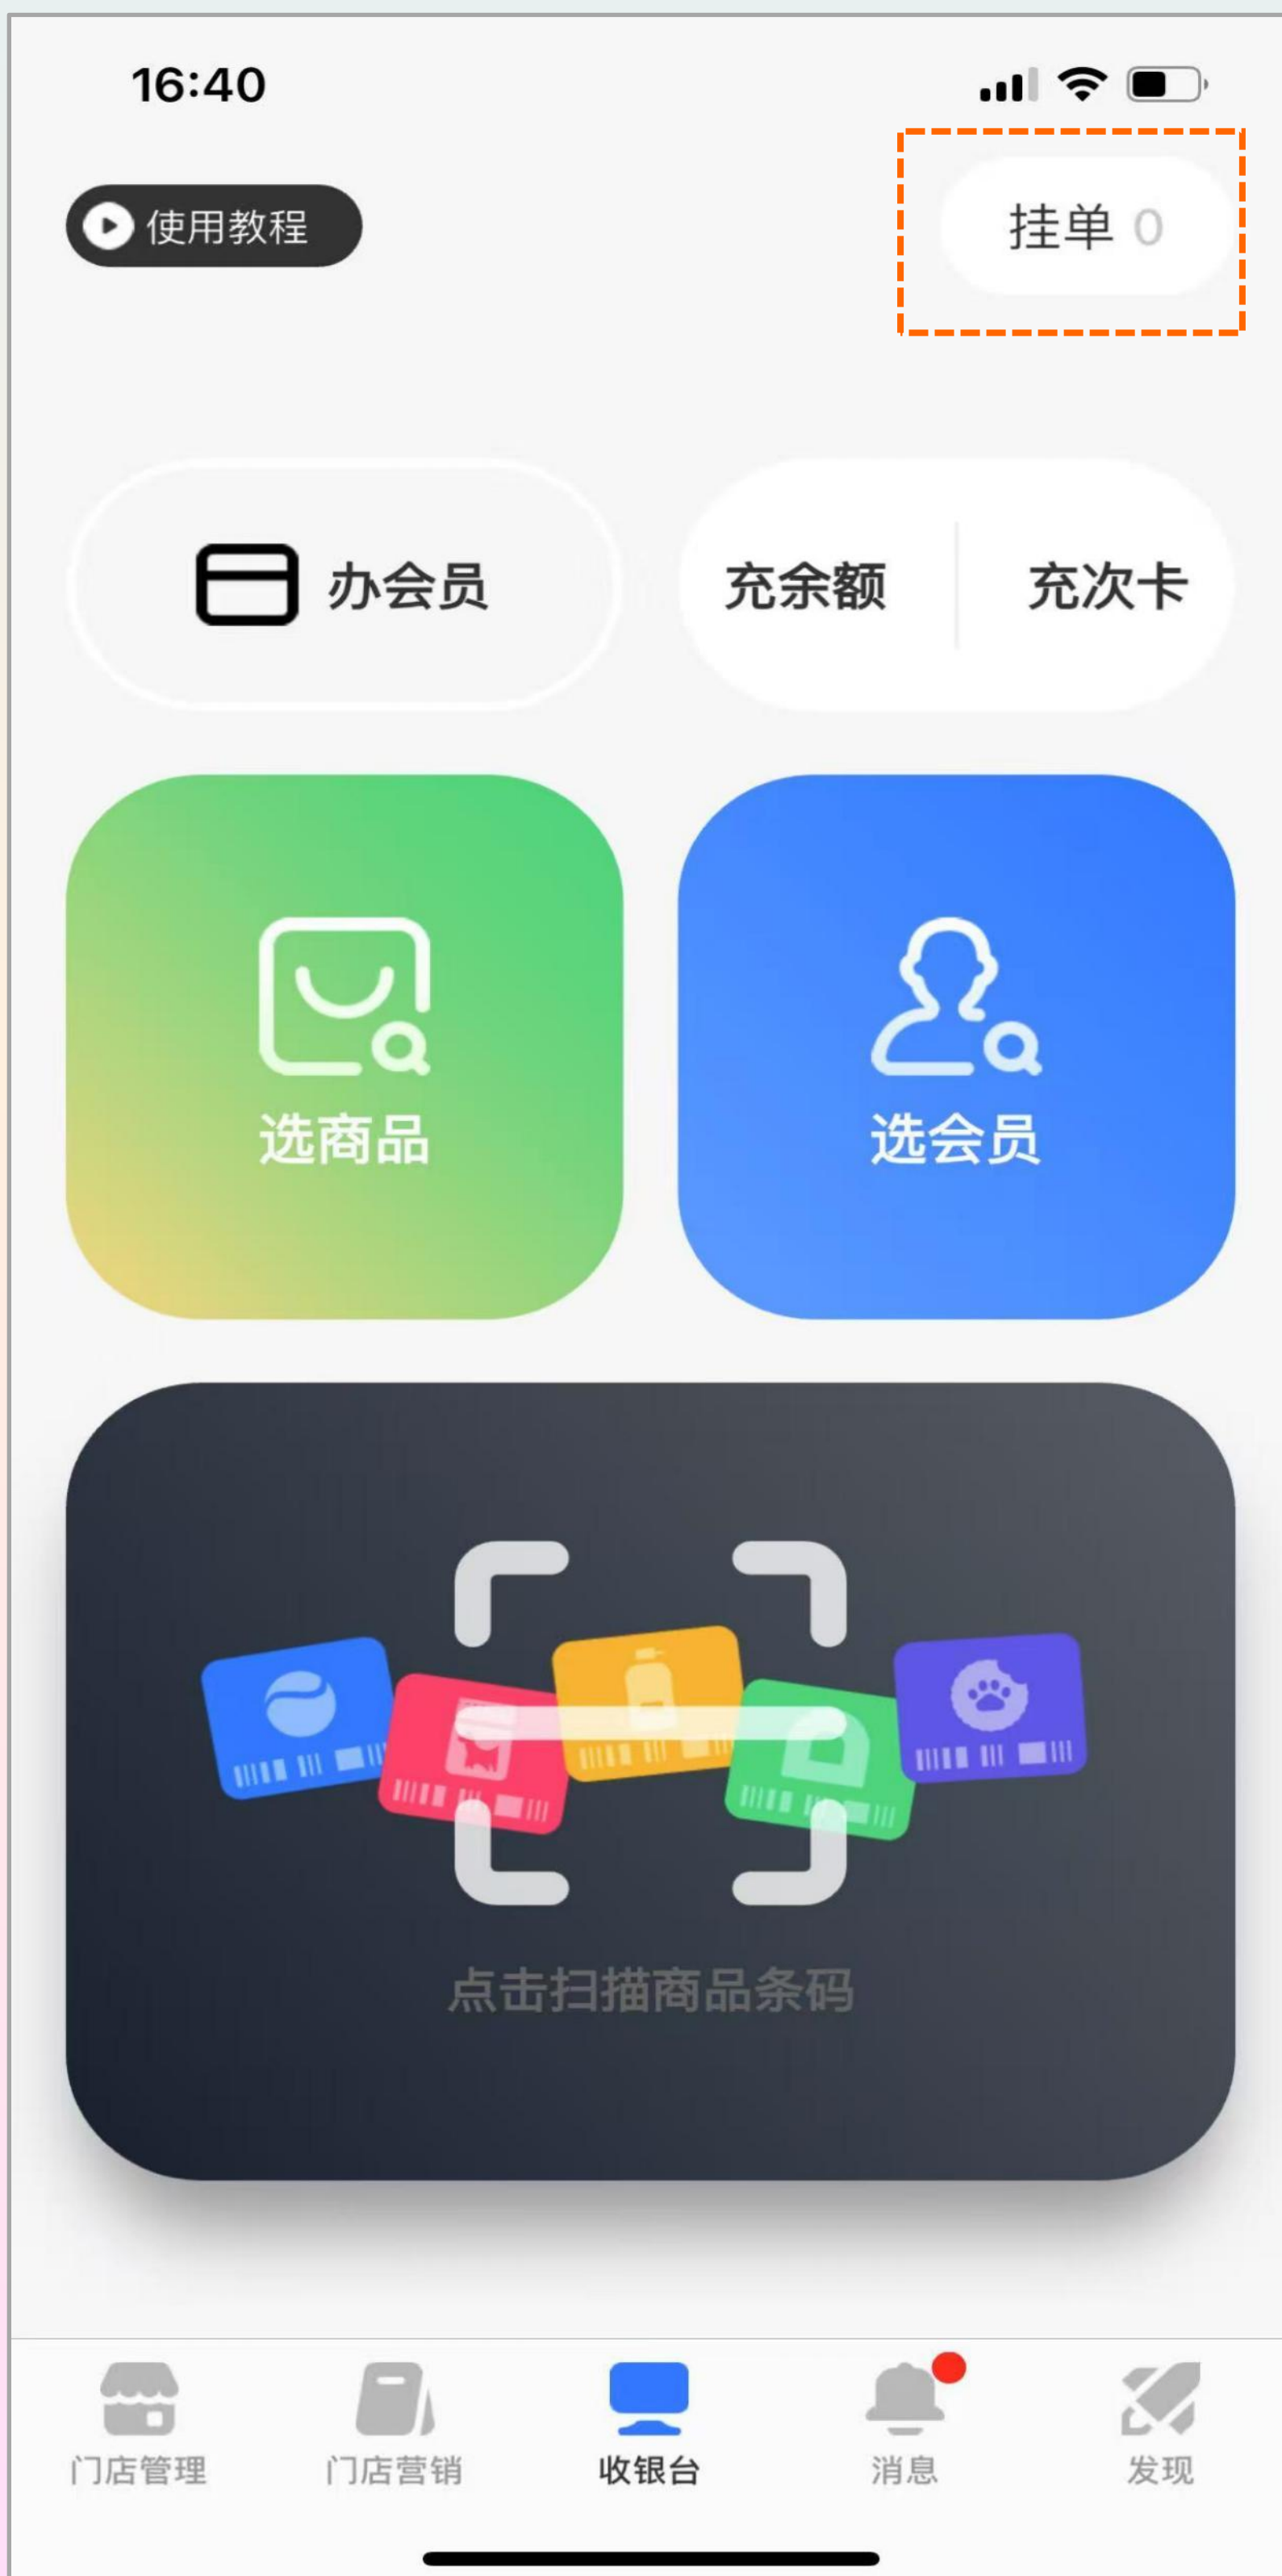 16:40
使用教程
挂单 0
办会员
充余额
充次卡
选商品
选会员
点击扫描商品条码
门店管理
门店营销
收银台
消息
发现